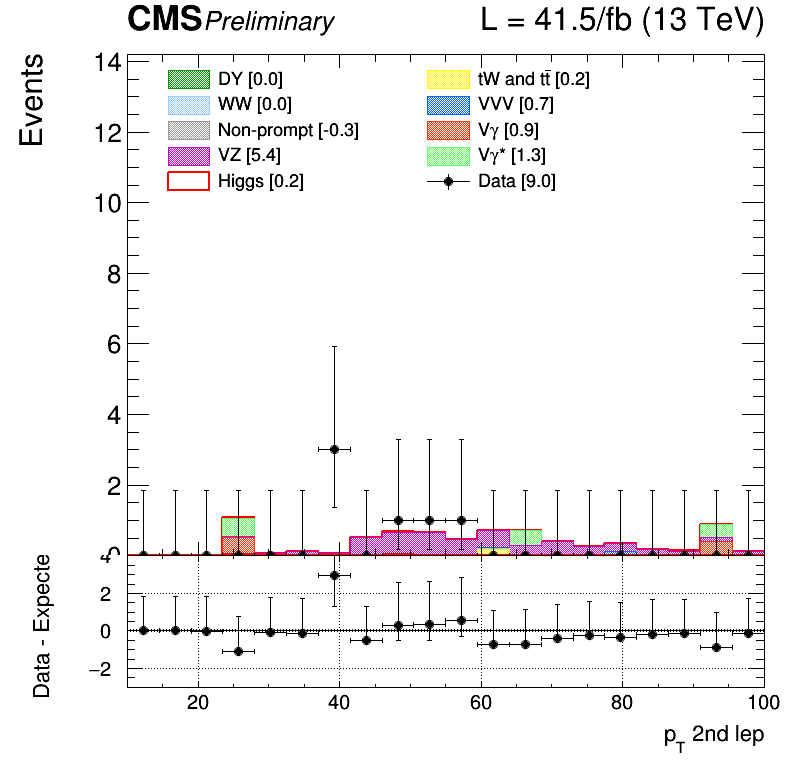 CMS Preliminary L = 41.5/fb (13 TeV)
Events
14
12
10
8
6
4
2
DY [0.0]
WW [0.0]
Non-prompt [-0.3]
VZ [5.4]
Higgs [0.2]
tW and tt̅ [0.2]
VVV [0.7]
Vγ [0.9]
Vγ* [1.3]
Data [9.0]
Data - Expecte
2
0
−2
20 40 60 80 100
pT 2nd lep